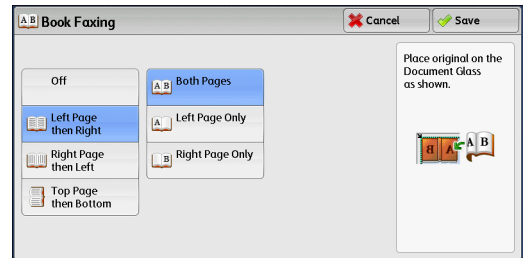 A B Book Faxing
Cancel
Save
Off
Left Page
then Right
Right Page
then Left
Top Page
then Bottom
A B Both Pages
A Left Page Only
B Right Page Only
Place original on the
Document Glass
as shown.
B A A B